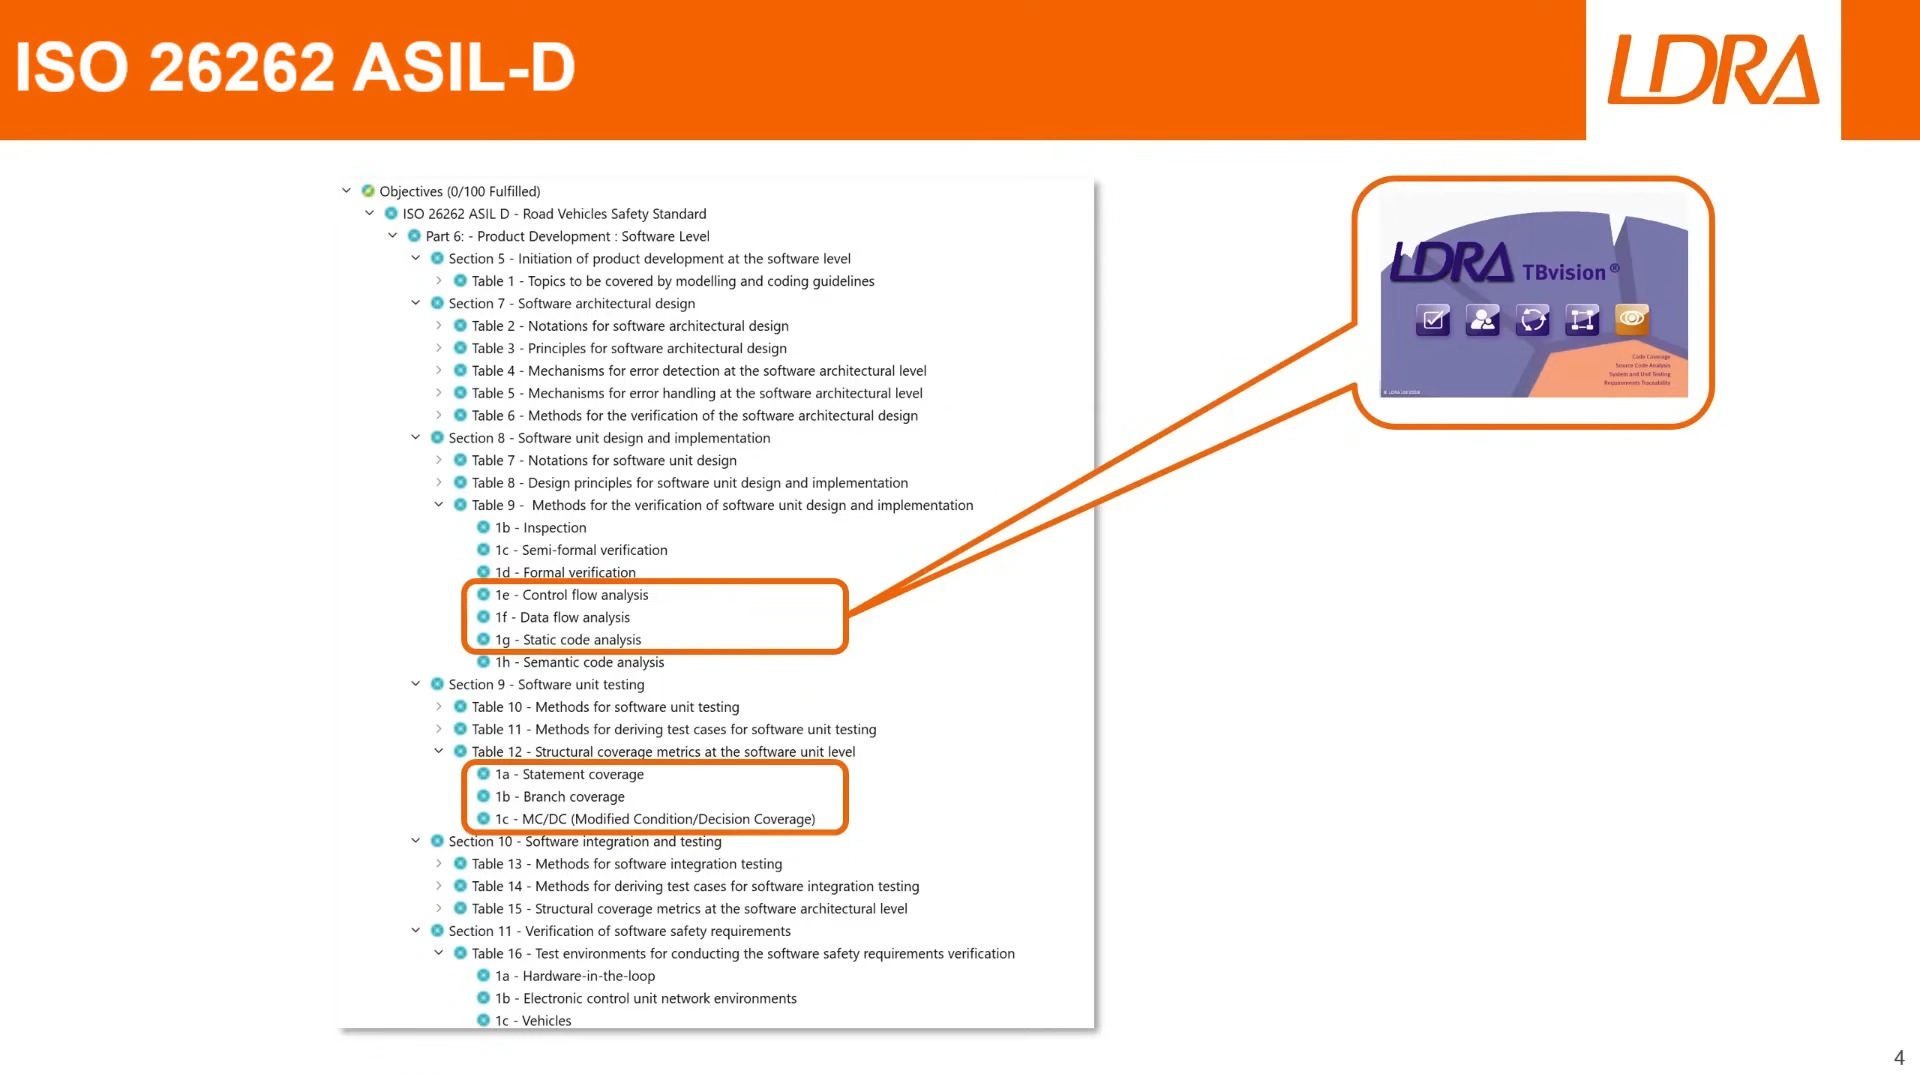 ISO 26262 ASIL-D
LDRA
Objectives (0/100 Fulfilled)
ISO 26262 ASIL D - Road Vehicles Safety Standard
Part 6: - Product Development : Software Level
Section 5 - Initiation of product development at the software level
Table 1 - Topics to be covered by modelling and coding guidelines
Section 7 - Software architectural design
Table 2 - Notations for software architectural design
Table 3 - Principles for software architectural design
Table 4 - Mechanisms for error detection at the software architectural level
Table 5 - Mechanisms for error handling at the software architectural level
Table 6 - Methods for the verification of the software architectural design
Section 8 - Software unit design and implementation
Table 7 - Notations for software unit design
Table 8 - Design principles for software unit design and implementation
Table 9 - Methods for the verification of software unit design and implementation
1b - Inspection
1c - Semi-formal verification
1d - Formal verification
1e - Control flow analysis
1f - Data flow analysis
1g - Static code analysis
1h - Semantic code analysis
Section 9 - Software unit testing
Table 10 - Methods for software unit testing
Table 11 - Methods for deriving test cases for software unit testing
Table 12 - Structural coverage metrics at the software unit level
1a - Statement coverage
1b - Branch coverage
1c - MC/DC (Modified Condition/Decision Coverage)
Section 10 - Software integration and testing
Table 13 - Methods for software integration testing
Table 14 - Methods for deriving test cases for software integration testing
Table 15 - Structural coverage metrics at the software architectural level
Section 11 - Verification of software safety requirements
Table 16 - Test environments for conducting the software safety requirements verification
1a - Hardware-in-the-loop
1b - Electronic control unit network environments
1c - Vehicles
LDRA TBvision®
Code Coverage
Source Code Analysis
System and Unit Testing
Requirements Traceability
4